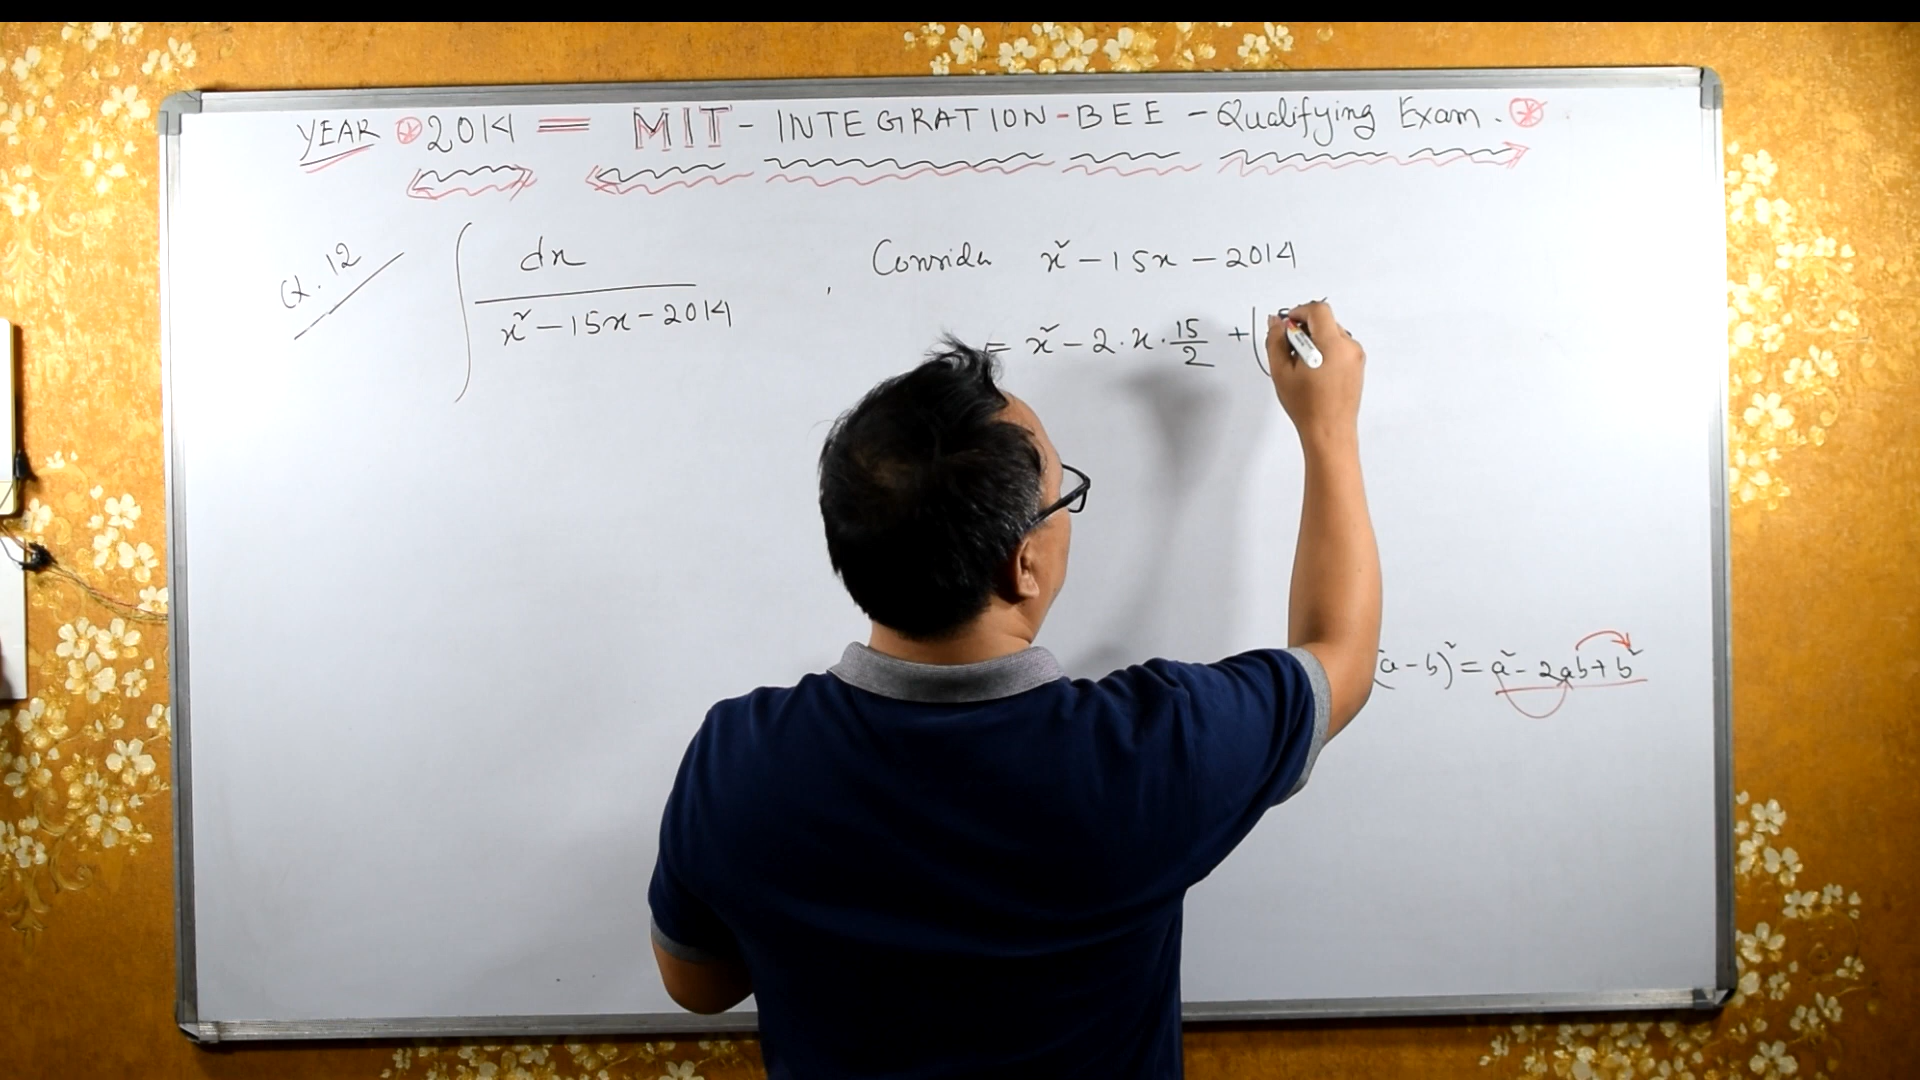 YEAR 2014 = MIT - INTEGRATION - BEE - Qualifying Exam.
Q.12 ∫ dx / (x² - 15x - 2014) , Consider x² - 15x - 2014
= x² - 2·x·15/2 + (
(a - b)² = a² - 2ab + b²